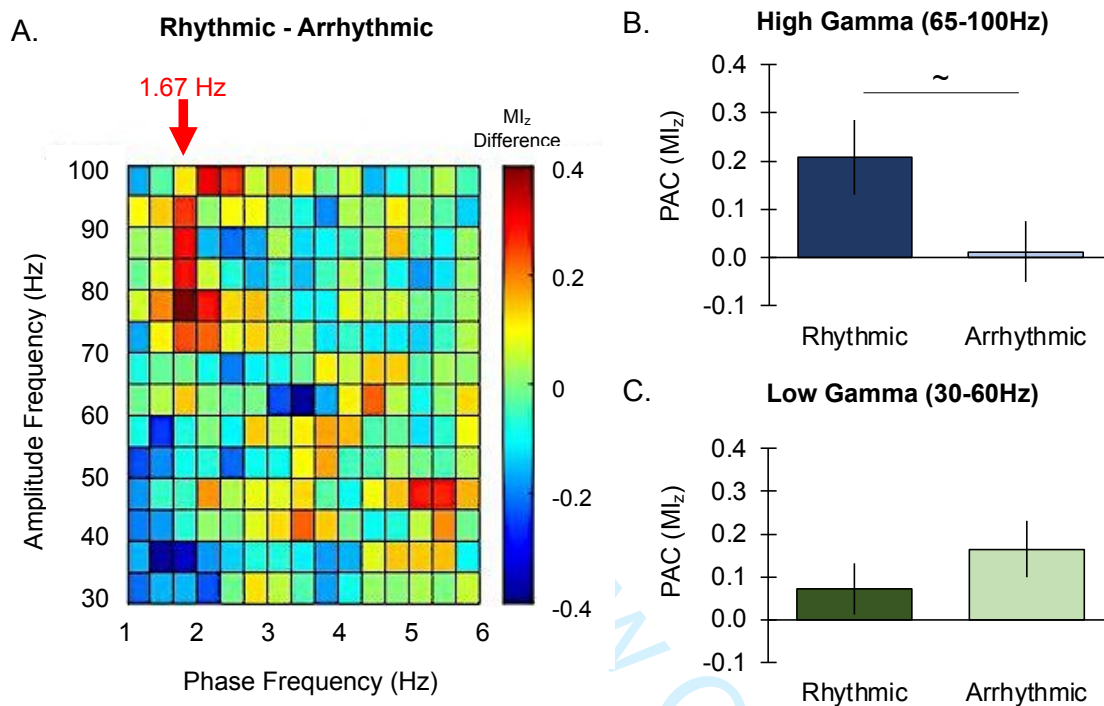 A.
Rhythmic - Arrhythmic
1.67 Hz
MIz
Difference
100
90
80
70
60
50
40
30
Amplitude Frequency (Hz)
1 2 3 4 5 6
Phase Frequency (Hz)
0.4
0.2
0
-0.2
-0.4
B.
High Gamma (65-100Hz)
~
0.4
0.3
0.2
0.1
0.0
-0.1
PAC (MIz)
Rhythmic Arrhythmic
C.
Low Gamma (30-60Hz)
0.4
0.3
0.2
0.1
0.0
-0.1
PAC (MIz)
Rhythmic Arrhythmic